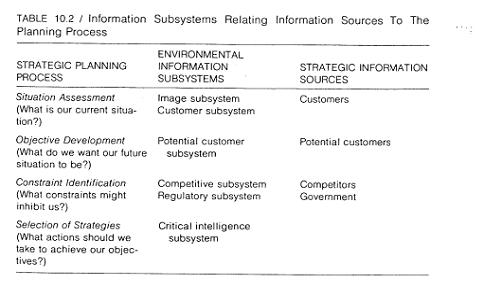 TABLE 10.2 / Information Subsystems Relating Information Sources To The
Planning Process
STRATEGIC PLANNING PROCESS
ENVIRONMENTAL INFORMATION SUBSYSTEMS
STRATEGIC INFORMATION SOURCES
Situation Assessment Image subsystem Customers
(What is our current situa- Customer subsystem
tion?)
Objective Development Potential customer Potential customers
(What do we want our future subsystem
situation to be?)
Constraint Identification Competitive subsystem Competitors
(What constraints might Regulatory subsystem Government
inhibit us?)
Selection of Strategies Critical intelligence
(What actions should we subsystem
take to achieve our objec-
tives?)